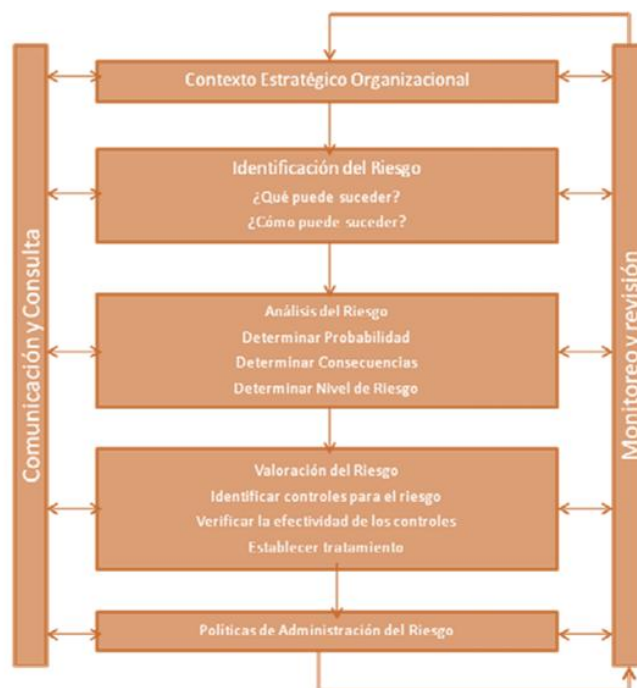 Contexto Estratégico Organizacional
Identificación del Riesgo
¿Qué puede suceder?
¿Cómo puede suceder?
Análisis del Riesgo
Determinar Probabilidad
Determinar Consecuencias
Determinar Nivel de Riesgo
Valoración del Riesgo
Identificar controles para el riesgo
Verificar la efectividad de los controles
Establecer tratamiento
Políticas de Administración del Riesgo
Comunicación y Consulta
Monitoreo y revisión